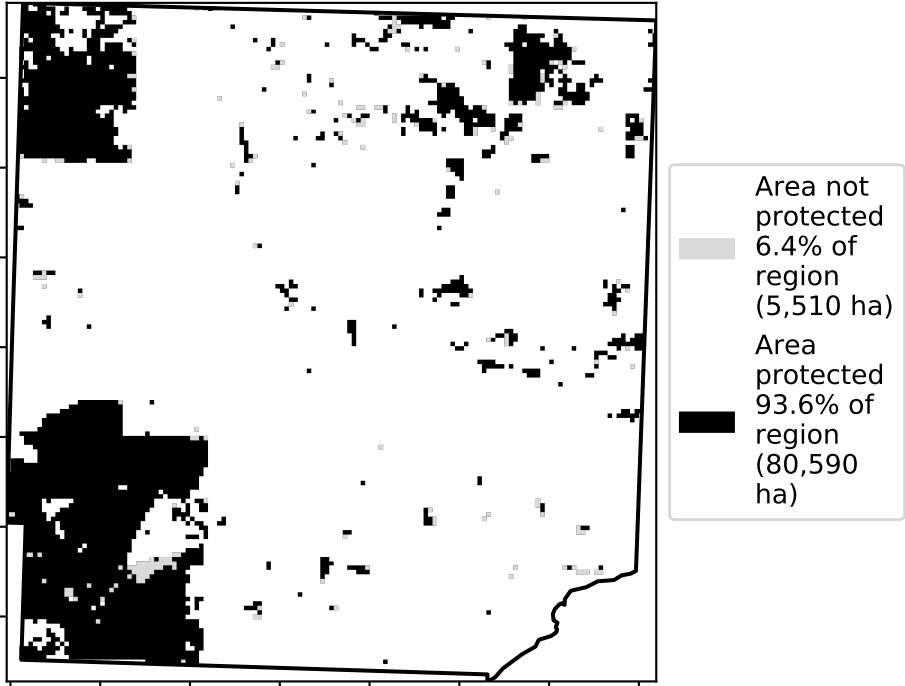 Area not
protected
6.4% of
region
(5,510 ha)
Area
protected
93.6% of
region
(80,590
ha)